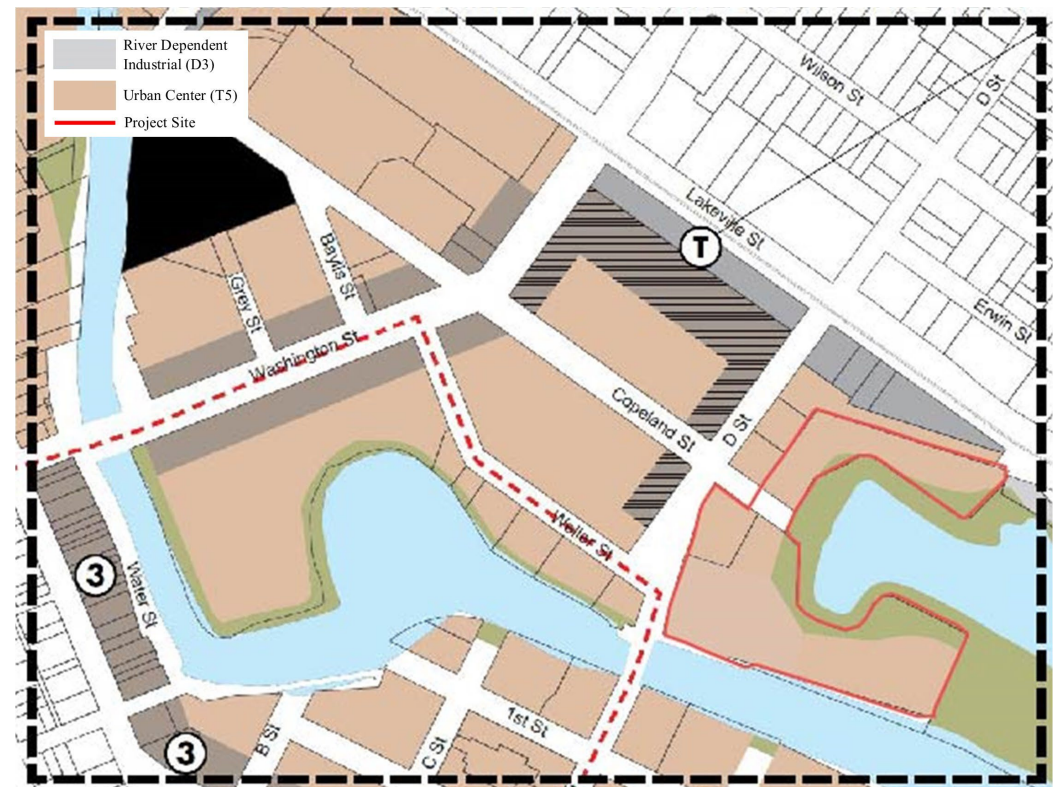 River Dependent
Industrial (D3)
Urban Center (T5)
Project Site
Wilson St
D St
Lakeville St
T
Baylis St
Grey St
Erwin St
Washington St
Copeland St
D St
Weller St
3
Water St
1st St
3
B St
C St